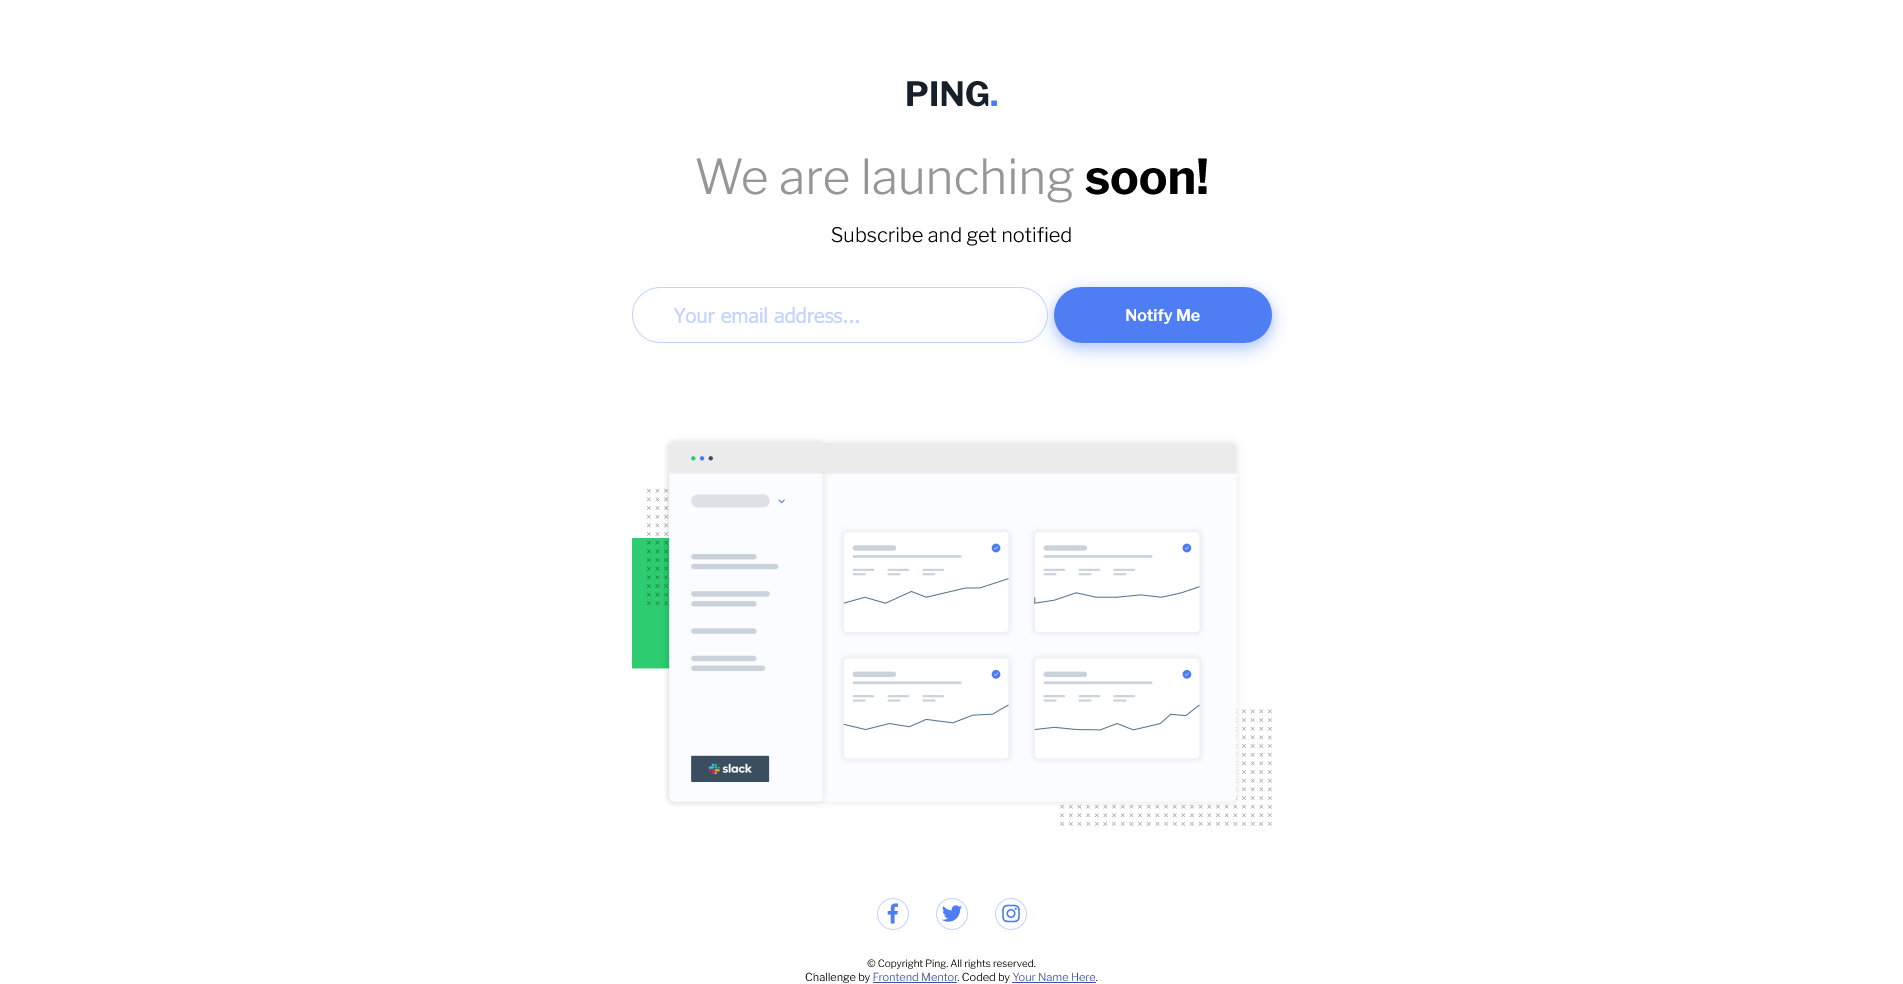 PING.
We are launching soon!
Subscribe and get notified
Your email address...
Notify Me
slack
© Copyright Ping. All rights reserved.
Challenge by Frontend Mentor. Coded by Your Name Here.